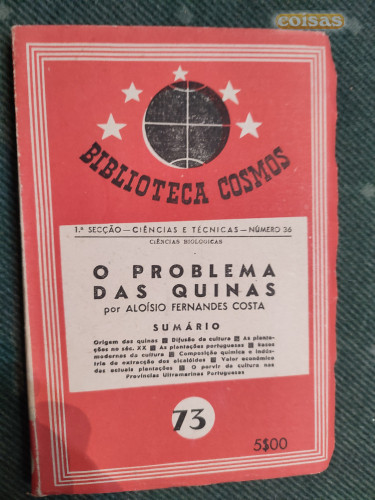 coisas
BIBLIOTECA COSMOS
1.ª SECÇÃO — CIÊNCIAS E TÉCNICAS — NÚMERO 36
CIÊNCIAS BIOLÓGICAS
O PROBLEMA
DAS QUINAS
por ALOÍSIO FERNANDES COSTA
SUMÁRIO
Origem das quinas ■ Difusão da cultura ■ As planta-
ções no séc. XX ■ As plantações portuguesas ■ Bases
modernas da cultura ■ Composição química e indús-
tria da extracção dos alcalóides ■ Valor económico
das actuais plantações ■ O porvir da cultura nas
Províncias Ultramarinas Portuguesas
73
5$00